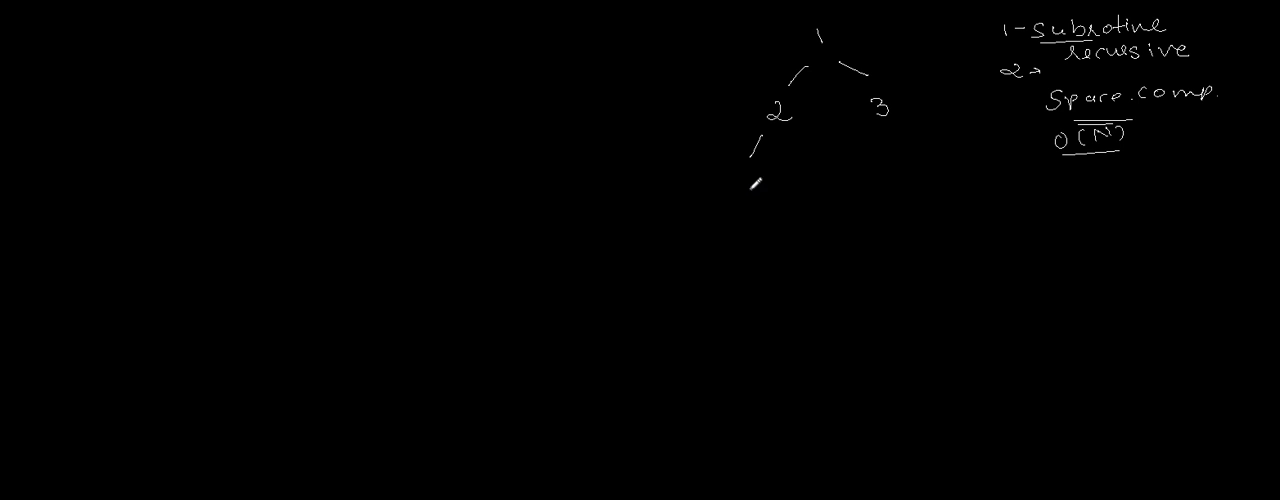 1
2 3
1 - subrotine
recursive
2 →
Space. comp.
O(N)